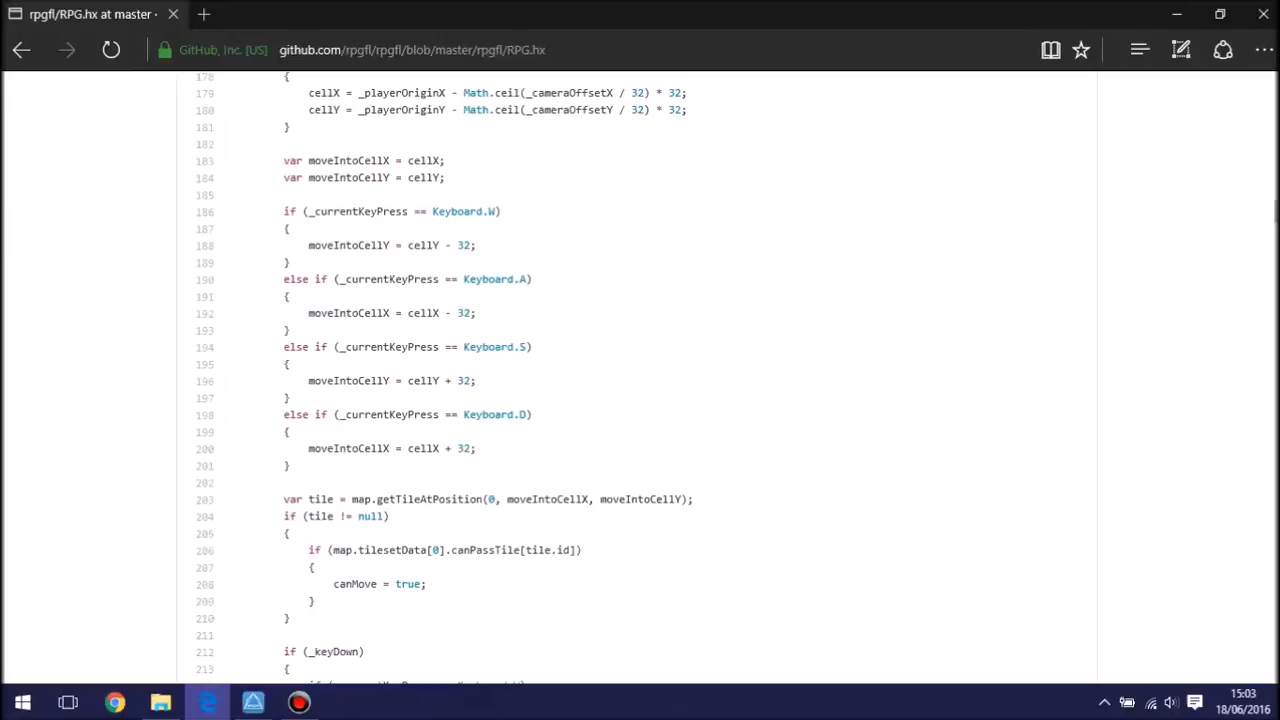 rpgfl/RPG.hx at master ·
GitHub, Inc. [US] github.com/rpgfl/rpgfl/blob/master/rpgfl/RPG.hx
178 {
179 cellX = _playerOriginX - Math.ceil(_cameraOffsetX / 32) * 32;
180 cellY = _playerOriginY - Math.ceil(_cameraOffsetY / 32) * 32;
181 }
182
183 var moveIntoCellX = cellX;
184 var moveIntoCellY = cellY;
185
186 if (_currentKeyPress == Keyboard.W)
187 {
188 moveIntoCellY = cellY - 32;
189 }
190 else if (_currentKeyPress == Keyboard.A)
191 {
192 moveIntoCellX = cellX - 32;
193 }
194 else if (_currentKeyPress == Keyboard.S)
195 {
196 moveIntoCellY = cellY + 32;
197 }
198 else if (_currentKeyPress == Keyboard.D)
199 {
200 moveIntoCellX = cellX + 32;
201 }
202
203 var tile = map.getTileAtPosition(0, moveIntoCellX, moveIntoCellY);
204 if (tile != null)
205 {
206 if (map.tilesetData[0].canPassTile[tile.id])
207 {
208 canMove = true;
209 }
210 }
211
212 if (_keyDown)
213 {
15:03
18/06/2016